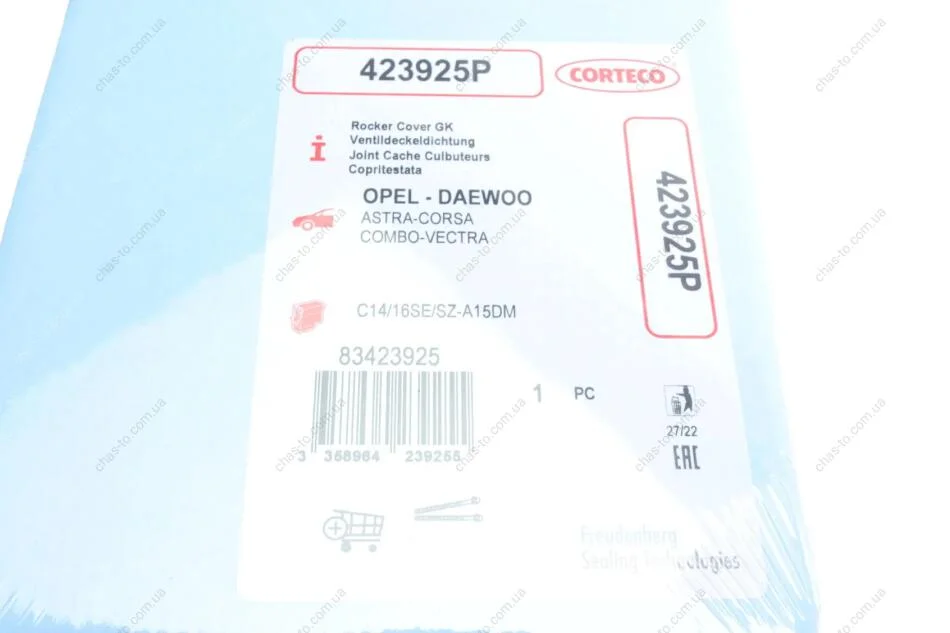 423925P
CORTECO
Rocker Cover GK
Ventildeckeldichtung
Joint Cache Culbuteurs
Copritestata
OPEL - DAEWOO
ASTRA-CORSA
COMBO-VECTRA
423925P
C14/16SE/SZ-A15DM
83423925
1 PC
3 358964 239255
27/22
EAC
Freudenberg
Sealing Technologies
chas-to.com.ua